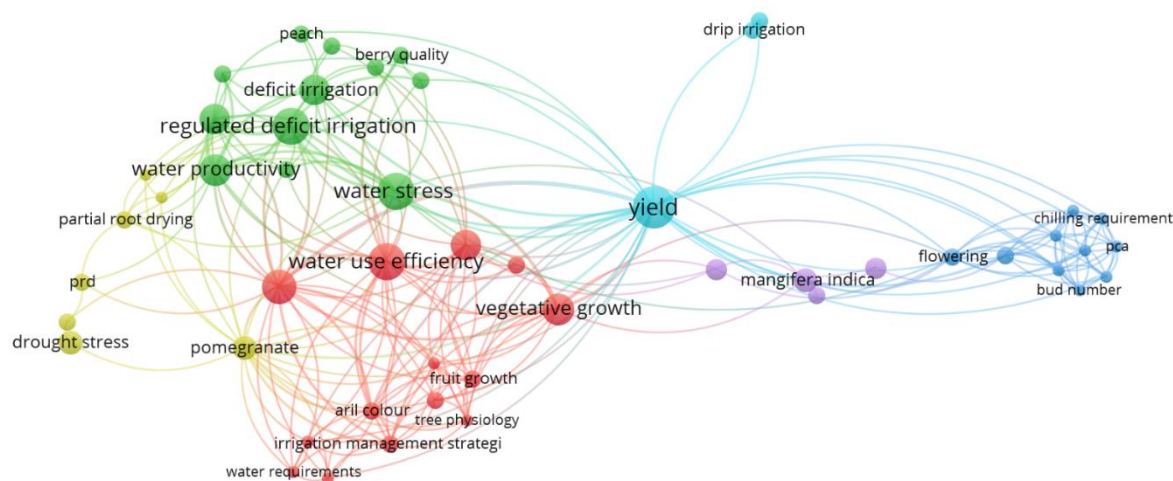 drip irrigation
peach
berry quality
deficit irrigation
regulated deficit irrigation
water productivity
water stress
yield
partial root drying
chilling requirement
pca
flowering
water use efficiency
mangifera indica
prd
bud number
vegetative growth
drought stress
pomegranate
fruit growth
aril colour
tree physiology
irrigation management strategi
water requirements